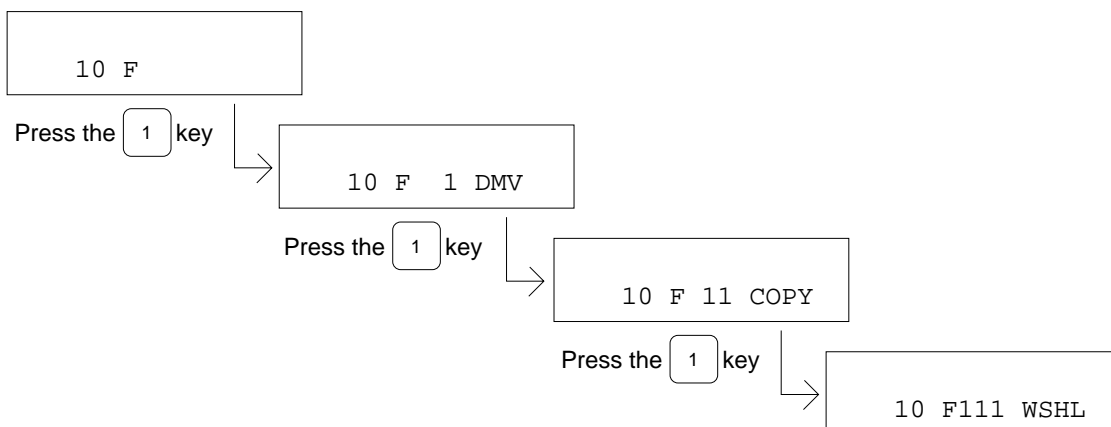 10 F
Press the 1 key
10 F  1 DMV
Press the 1 key
10 F 11 COPY
Press the 1 key
10 F111 WSHL